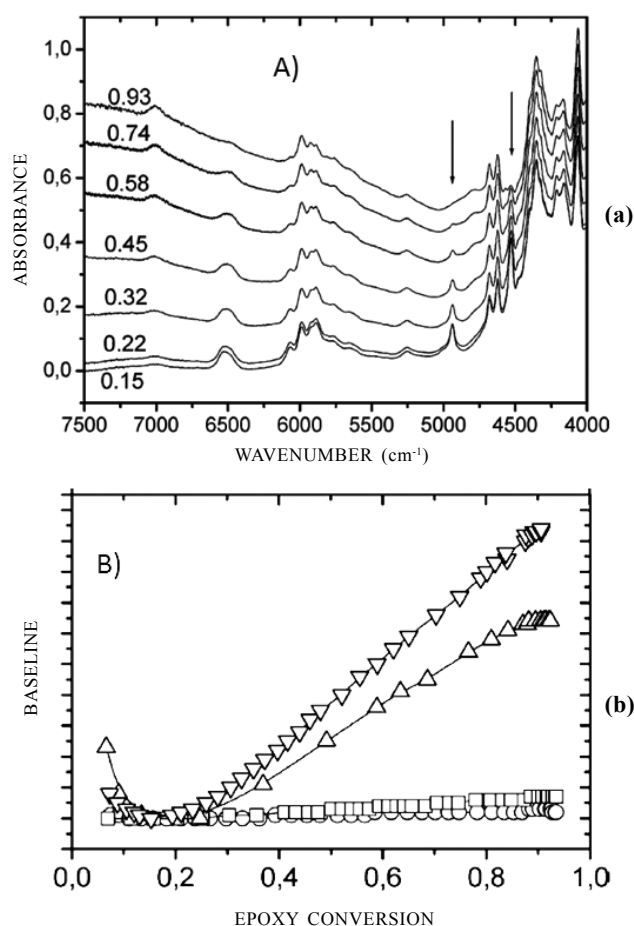 A)
1,0
0,8
0,6
0,4
0,2
0,0
ABSORBANCE
0.93
0.74
0.58
0.45
0.32
0.22
0.15
(a)
7500 7000 6500 6000 5500 5000 4500 4000
WAVENUMBER (cm-1)
B)
BASELINE
(b)
0,0 0,2 0,4 0,6 0,8 1,0
EPOXY CONVERSION